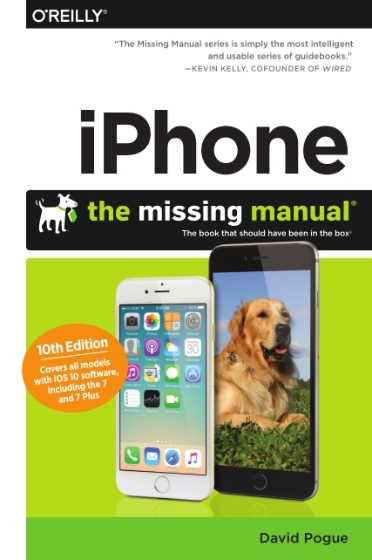 O'REILLY®
“The Missing Manual series is simply the most intelligent
and usable series of guidebooks.”
—KEVIN KELLY, COFOUNDER OF WIRED
iPhone
the missing manual®
The book that should have been in the box®
10th Edition
Covers all models
with iOS 10 software,
including the 7
and 7 Plus
David Pogue